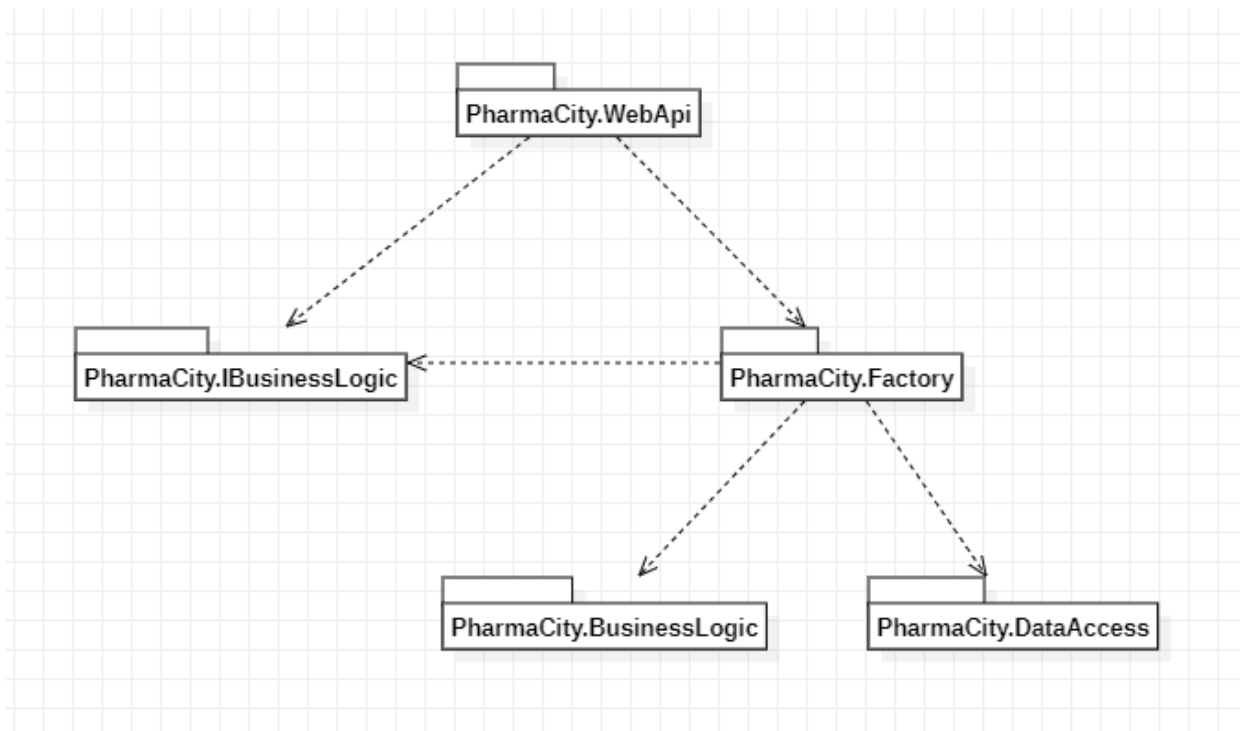 PharmaCity.WebApi
PharmaCity.IBusinessLogic
PharmaCity.Factory
PharmaCity.BusinessLogic
PharmaCity.DataAccess